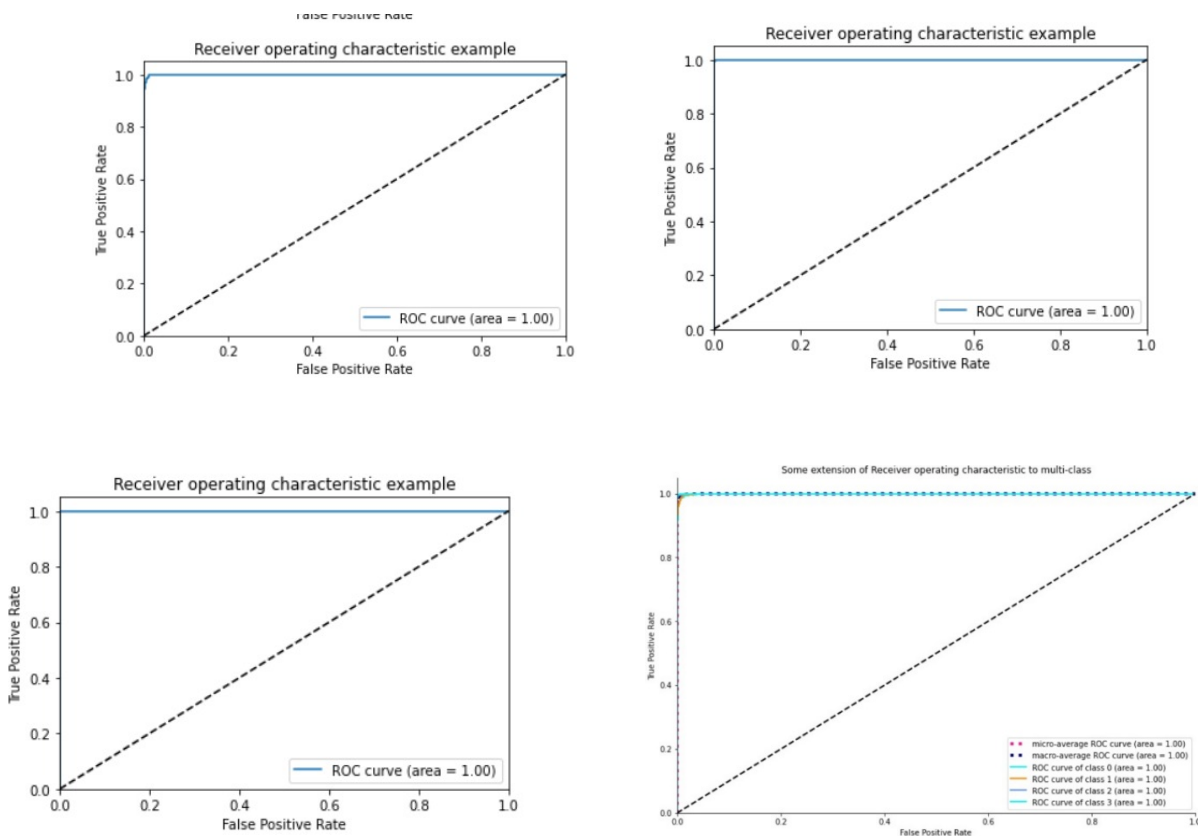 False Positive Rate
Receiver operating characteristic example
1.0
0.8
0.6
0.4
0.2
0.0
True Positive Rate
ROC curve (area = 1.00)
0.0 0.2 0.4 0.6 0.8 1.0
False Positive Rate
Receiver operating characteristic example
1.0
0.8
0.6
0.4
0.2
0.0
True Positive Rate
ROC curve (area = 1.00)
0.0 0.2 0.4 0.6 0.8 1.0
False Positive Rate
Receiver operating characteristic example
1.0
0.8
0.6
0.4
0.2
0.0
True Positive Rate
ROC curve (area = 1.00)
0.0 0.2 0.4 0.6 0.8 1.0
False Positive Rate
Some extension of Receiver operating characteristic to multi-class
1.0
0.8
0.6
0.4
0.2
0.0
True Positive Rate
micro-average ROC curve (area = 1.00)
macro-average ROC curve (area = 1.00)
ROC curve of class 0 (area = 1.00)
ROC curve of class 1 (area = 1.00)
ROC curve of class 2 (area = 1.00)
ROC curve of class 3 (area = 1.00)
0.0 0.2 0.4 0.6 0.8 1.0
False Positive Rate